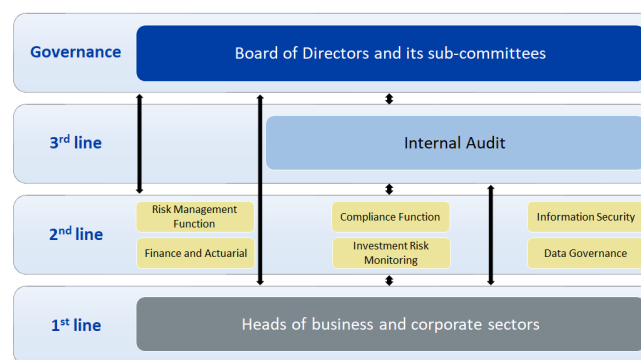 Governance
Board of Directors and its sub-committees
3rd line
Internal Audit
2nd line
Risk Management
Function
Compliance Function
Information Security
Finance and Actuarial
Investment Risk
Monitoring
Data Governance
1st line
Heads of business and corporate sectors